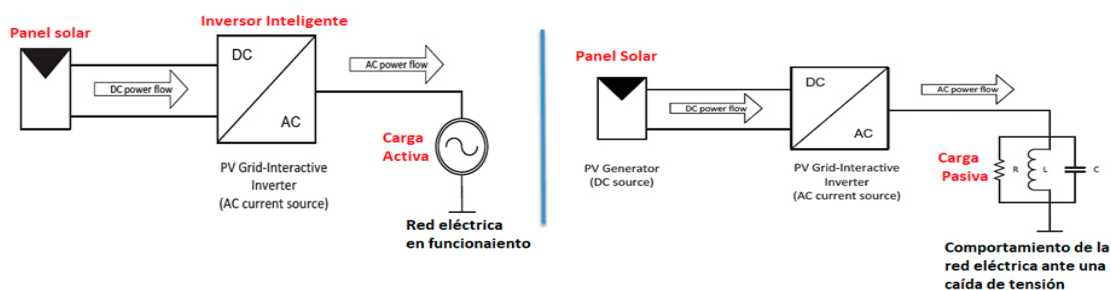 Panel solar
Inversor Inteligente
DC
AC
DC power flow
AC power flow
Carga
Activa
PV Grid-Interactive
Inverter
(AC current source)
Red eléctrica
en funcionaiento
Panel Solar
DC power flow
DC
AC
AC power flow
PV Generator
(DC source)
PV Grid-Interactive
Inverter
(AC current source)
Carga
Pasiva
R
L
C
Comportamiento de la
red eléctrica ante una
caída de tensión